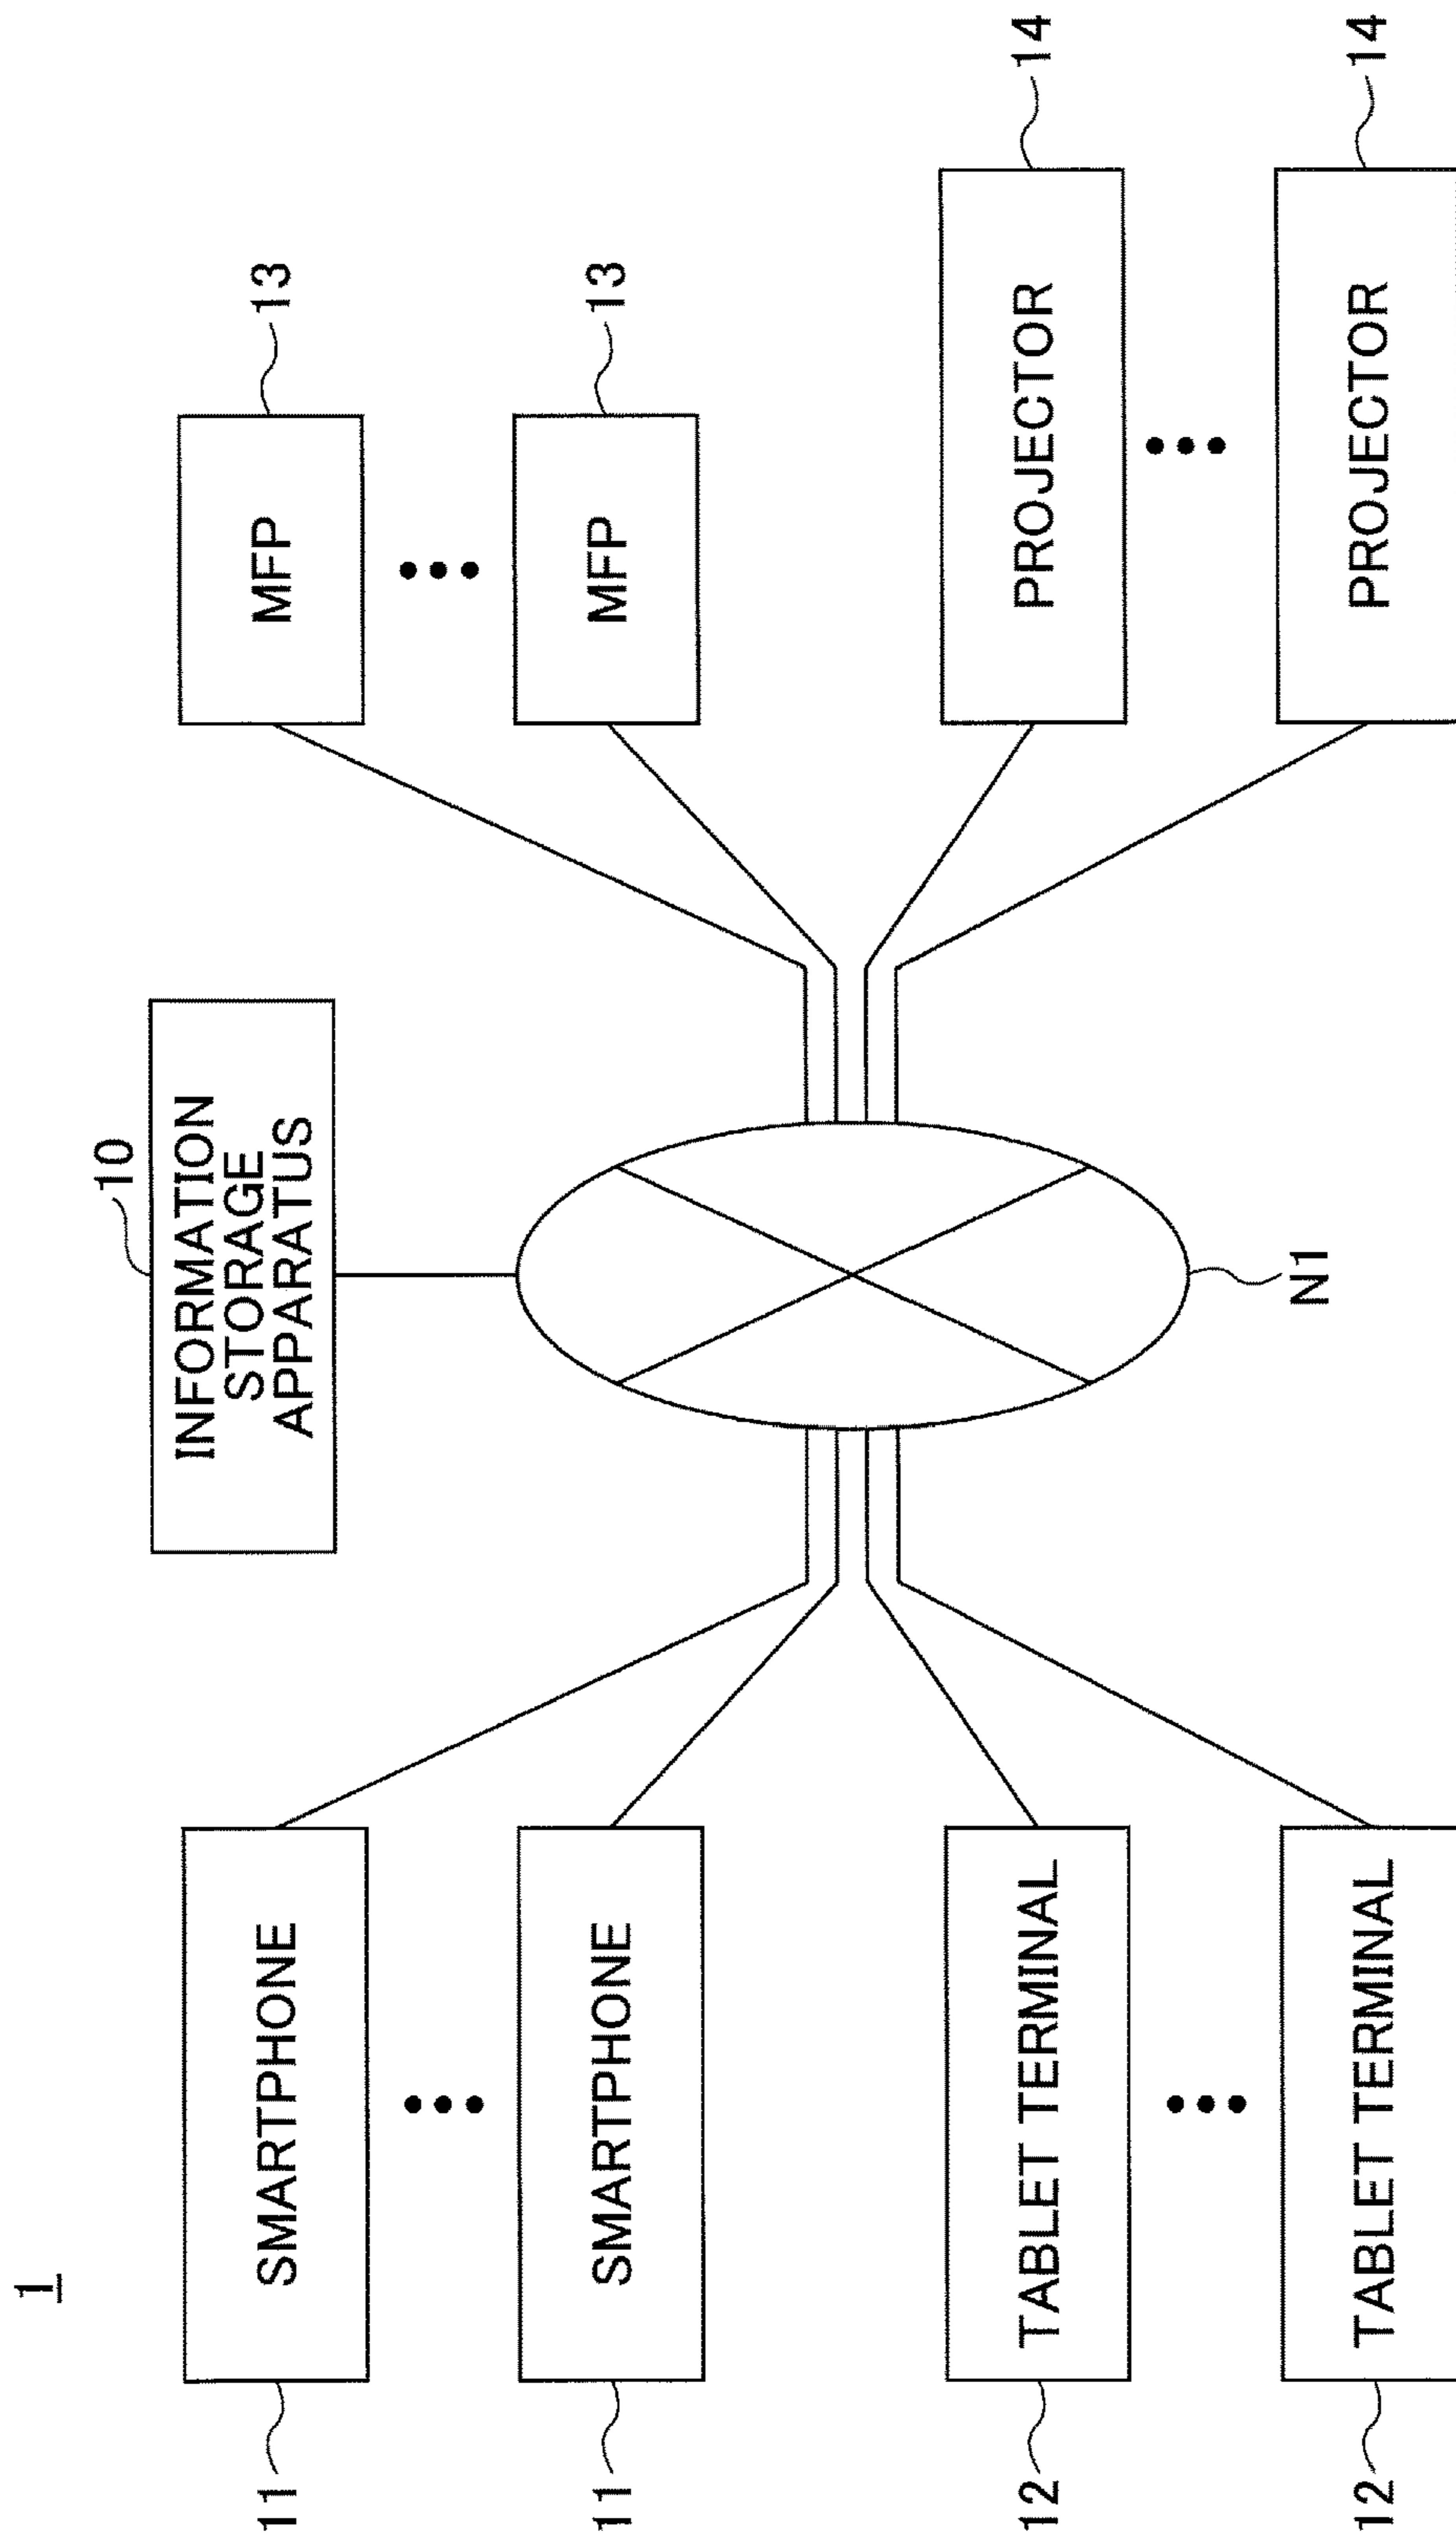 1
10
INFORMATION
STORAGE
APPARATUS
11
SMARTPHONE
MFP
13
11
SMARTPHONE
MFP
13
12
TABLET TERMINAL
PROJECTOR
14
N1
12
TABLET TERMINAL
PROJECTOR
14